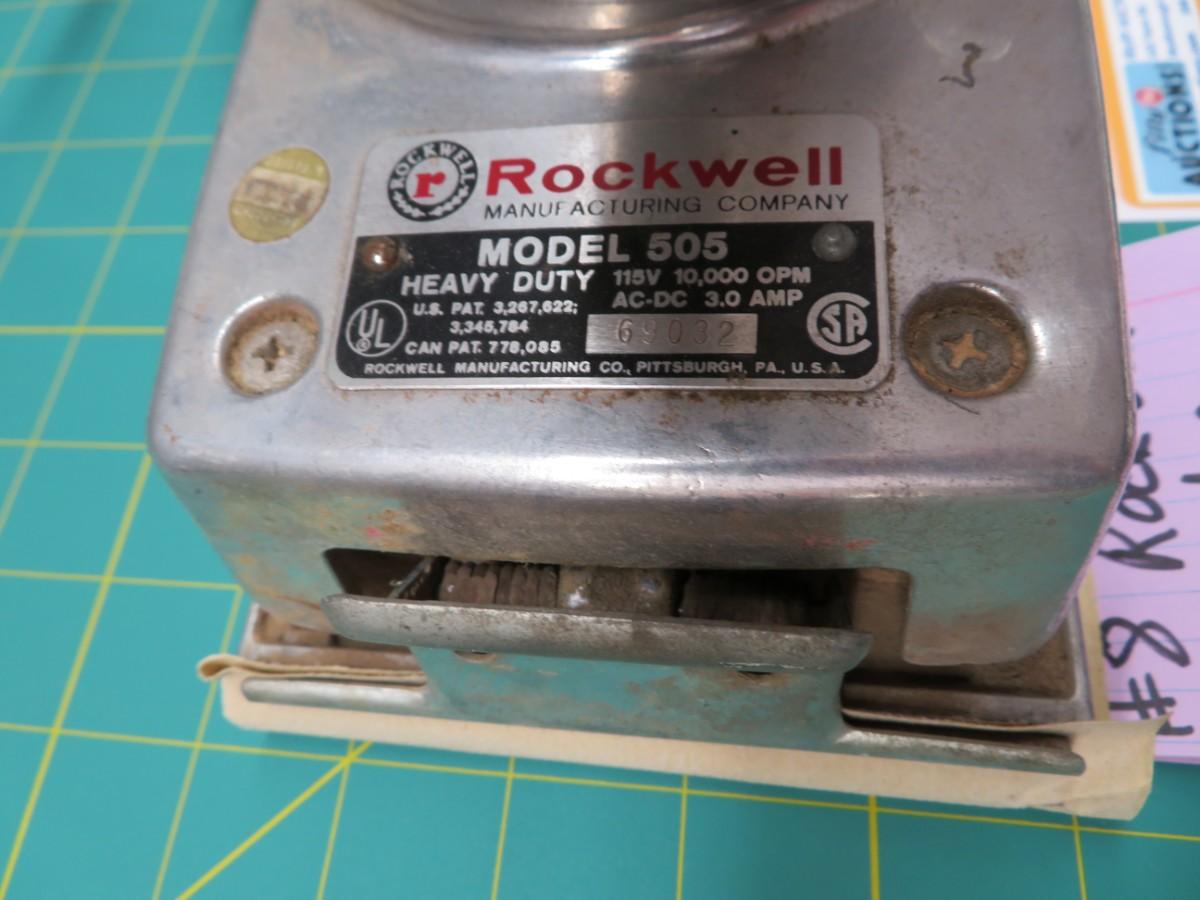 ROCKWELL
r
Rockwell
MANUFACTURING COMPANY
MODEL 505
HEAVY DUTY 115V 10,000 OPM
AC-DC 3.0 AMP
U.S. PAT. 3,267,622;
3,345,784
CAN PAT. 778,085
69032
UL
SA
ROCKWELL MANUFACTURING CO., PITTSBURGH, PA., U.S.A.
AUCTIONS!
#8 Rock